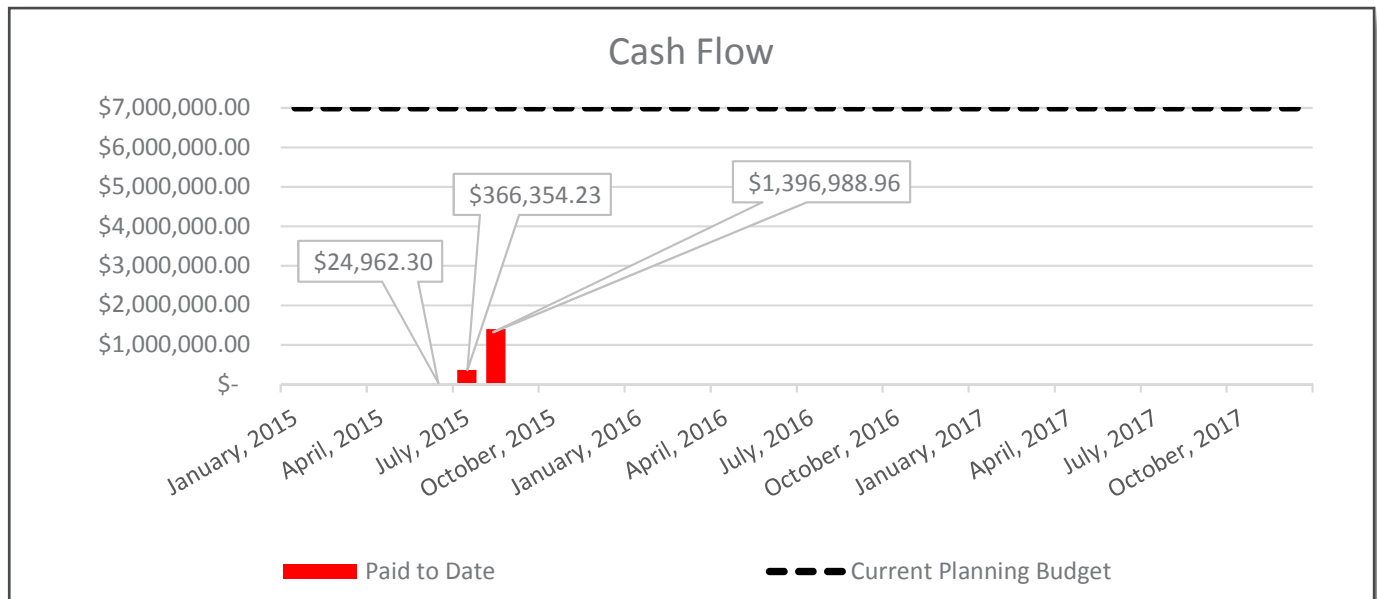 Cash Flow
$7,000,000.00
$6,000,000.00
$5,000,000.00
$4,000,000.00
$3,000,000.00
$2,000,000.00
$1,000,000.00
$-
$24,962.30
$366,354.23
$1,396,988.96
January, 2015
April, 2015
July, 2015
October, 2015
January, 2016
April, 2016
July, 2016
October, 2016
January, 2017
April, 2017
July, 2017
October, 2017
Paid to Date
Current Planning Budget